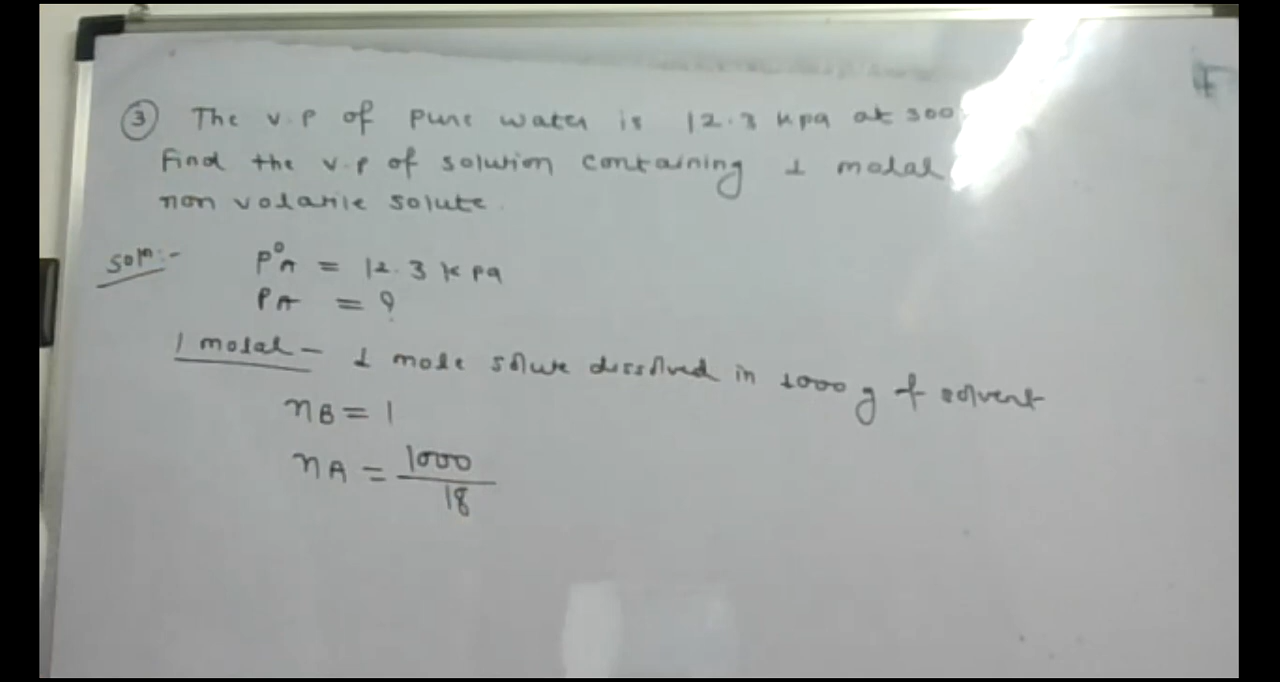 ③ The v.p of pure water is 12.3 kpa at 300
Find the v.p of solution containing 1 molal
non volatile solute.
Soln:-
P⁰A = 12.3 kpa
PA = ?
1 molal - 1 mole solute dissolved in 1000 g of solvent
nB = 1
nA = 1000/18